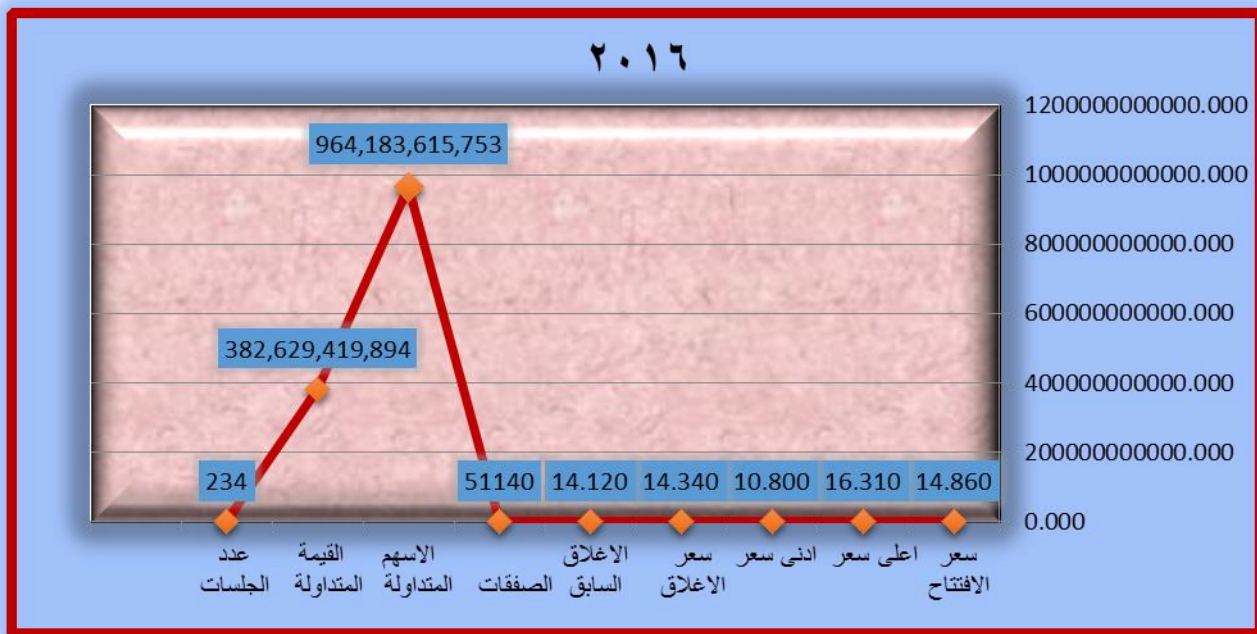 ٢٠١٦
1200000000000.000
1000000000000.000
800000000000.000
600000000000.000
400000000000.000
200000000000.000
0.000
964,183,615,753
382,629,419,894
14.860
16.310
10.800
14.340
14.120
51140
234
سعر
الافتتاح
اعلى سعر
ادنى سعر
سعر
الاغلاق
الاغلاق
السابق
الصفقات
الاسهم
المتداولة
القيمة
المتداولة
عدد
الجلسات